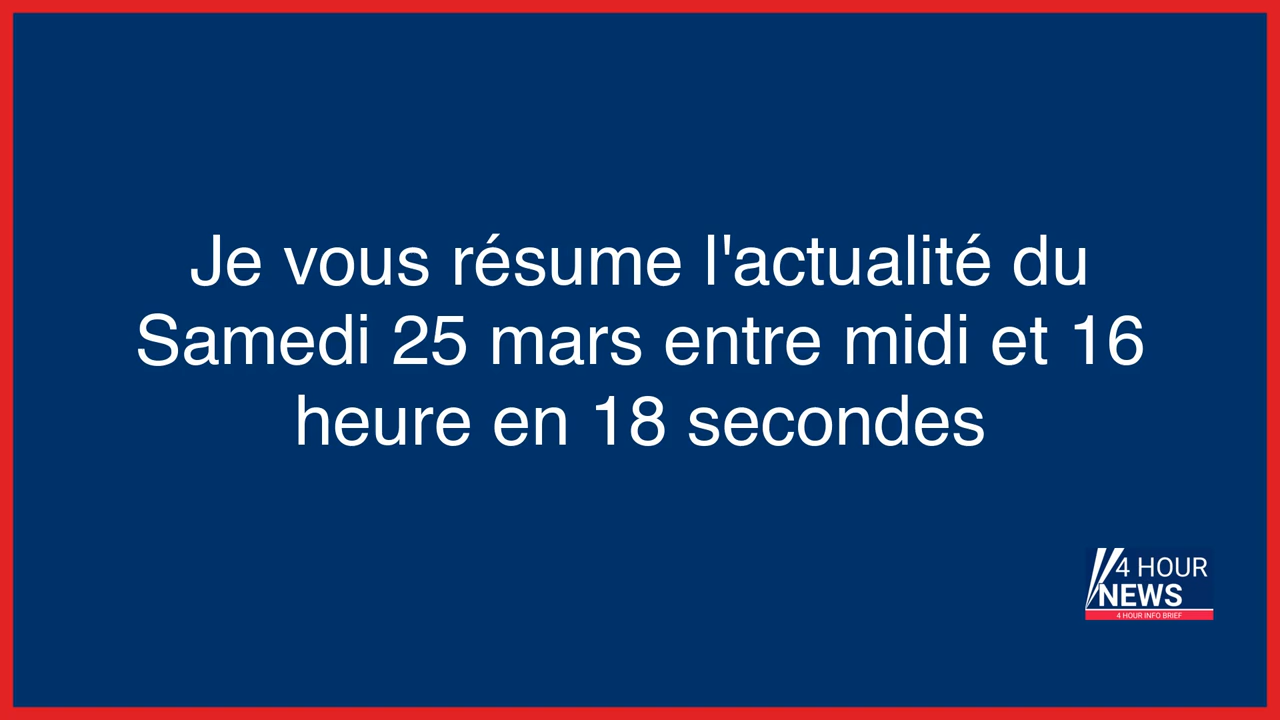 Je vous résume l'actualité du
Samedi 25 mars entre midi et 16
heure en 18 secondes
4 HOUR
NEWS
4 HOUR INFO BRIEF